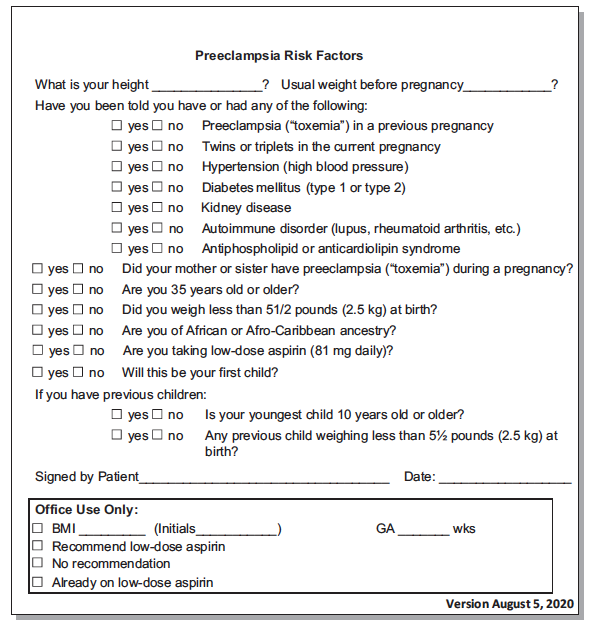 Preeclampsia Risk Factors
What is your height _______________? Usual weight before pregnancy____________?
Have you been told you have or had any of the following:
☐ yes ☐ no Preeclampsia (“toxemia”) in a previous pregnancy
☐ yes ☐ no Twins or triplets in the current pregnancy
☐ yes ☐ no Hypertension (high blood pressure)
☐ yes ☐ no Diabetes mellitus (type 1 or type 2)
☐ yes ☐ no Kidney disease
☐ yes ☐ no Autoimmune disorder (lupus, rheumatoid arthritis, etc.)
☐ yes ☐ no Antiphospholipid or anticardiolipin syndrome
☐ yes ☐ no Did your mother or sister have preeclampsia (“toxemia”) during a pregnancy?
☐ yes ☐ no Are you 35 years old or older?
☐ yes ☐ no Did you weigh less than 51/2 pounds (2.5 kg) at birth?
☐ yes ☐ no Are you of African or Afro-Caribbean ancestry?
☐ yes ☐ no Are you taking low-dose aspirin (81 mg daily)?
☐ yes ☐ no Will this be your first child?
If you have previous children:
☐ yes ☐ no Is your youngest child 10 years old or older?
☐ yes ☐ no Any previous child weighing less than 5½ pounds (2.5 kg) at
birth?
Signed by Patient__________________________________ Date: __________________
Office Use Only:
☐ BMI _________ (Initials___________) GA _______ wks
☐ Recommend low-dose aspirin
☐ No recommendation
☐ Already on low-dose aspirin
Version August 5, 2020